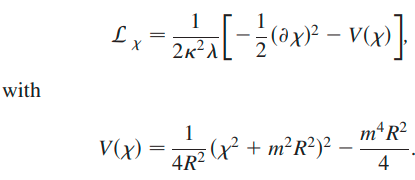 ℒ_χ = 1/(2κ²λ) [ −1/2 (∂χ)² − V(χ) ],
with
V(χ) = 1/(4R²) (χ² + m²R²)² − m⁴R²/4.